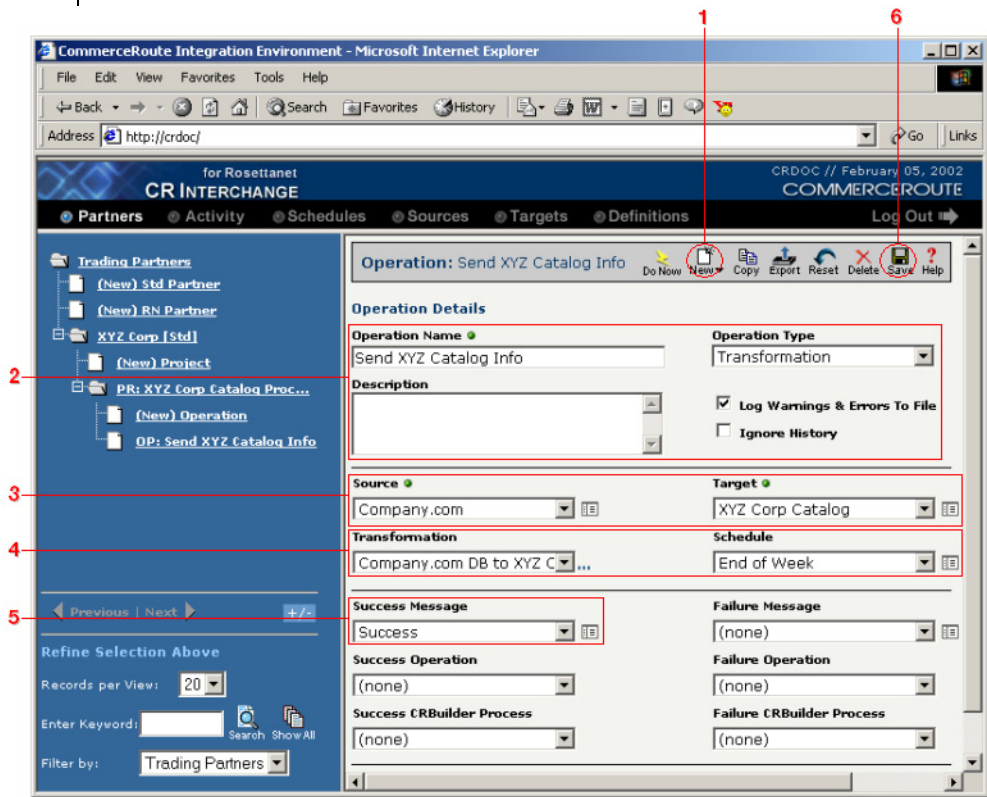 1 6
CommerceRoute Integration Environment - Microsoft Internet Explorer
File Edit View Favorites Tools Help
Back Search Favorites History
Address http://crdoc/ Go Links
for Rosettanet
CR INTERCHANGE
CRDOC // February 05, 2002
COMMERCEROUTE
Partners Activity Schedules Sources Targets Definitions Log Out
Trading Partners
(New) Std Partner
(New) RN Partner
XYZ Corp [Std]
(New) Project
PR: XYZ Corp Catalog Proc...
(New) Operation
OP: Send XYZ Catalog Info
Previous | Next +/-
Refine Selection Above
Records per View: 20
Enter Keyword: Search Show All
Filter by: Trading Partners
Operation: Send XYZ Catalog Info
Do Now New Copy Export Reset Delete Save Help
Operation Details
2
Operation Name Operation Type
Send XYZ Catalog Info Transformation
Description
Log Warnings & Errors To File
Ignore History
3
Source Target
Company.com XYZ Corp Catalog
4
Transformation Schedule
Company.com DB to XYZ C ... End of Week
5
Success Message Failure Message
Success (none)
Success Operation Failure Operation
(none) (none)
Success CRBuilder Process Failure CRBuilder Process
(none) (none)